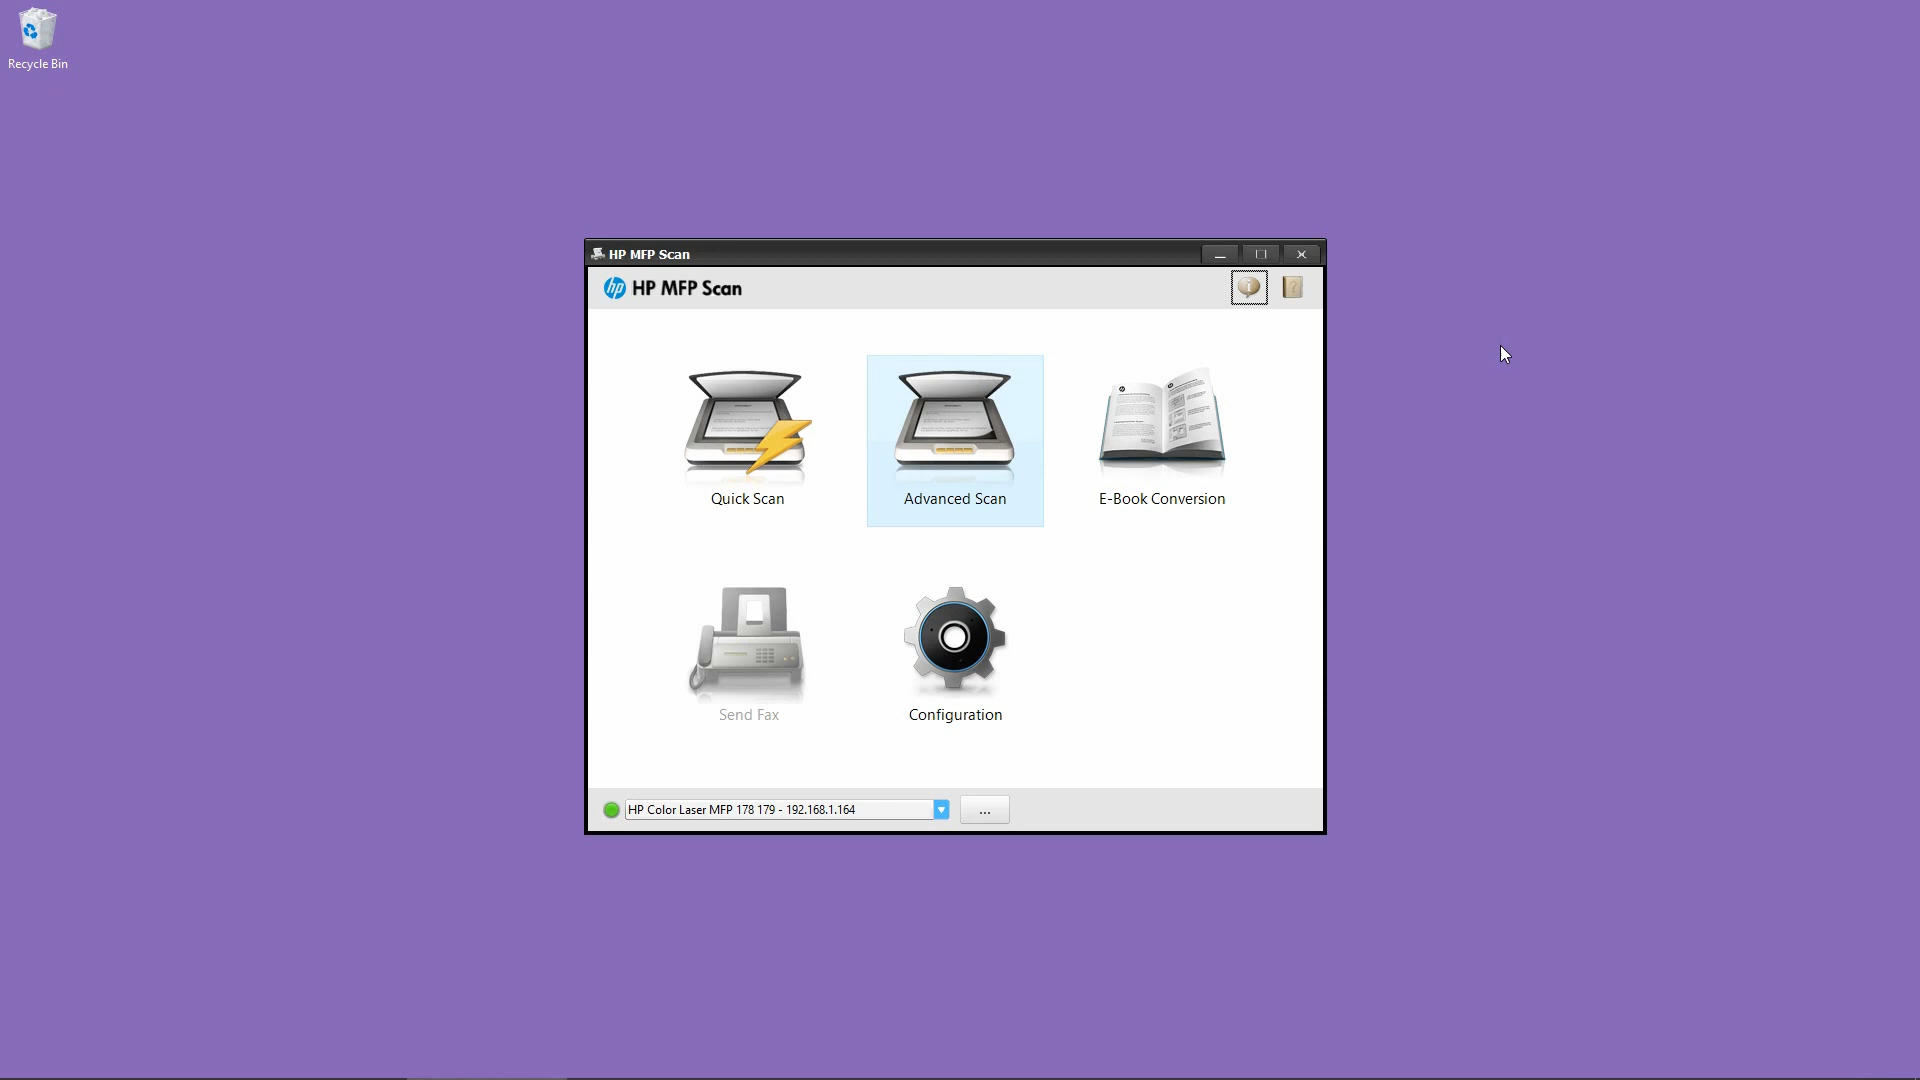 Recycle Bin
HP MFP Scan
hp HP MFP Scan
Quick Scan
Advanced Scan
E-Book Conversion
Send Fax
Configuration
HP Color Laser MFP 178 179 - 192.168.1.164
...